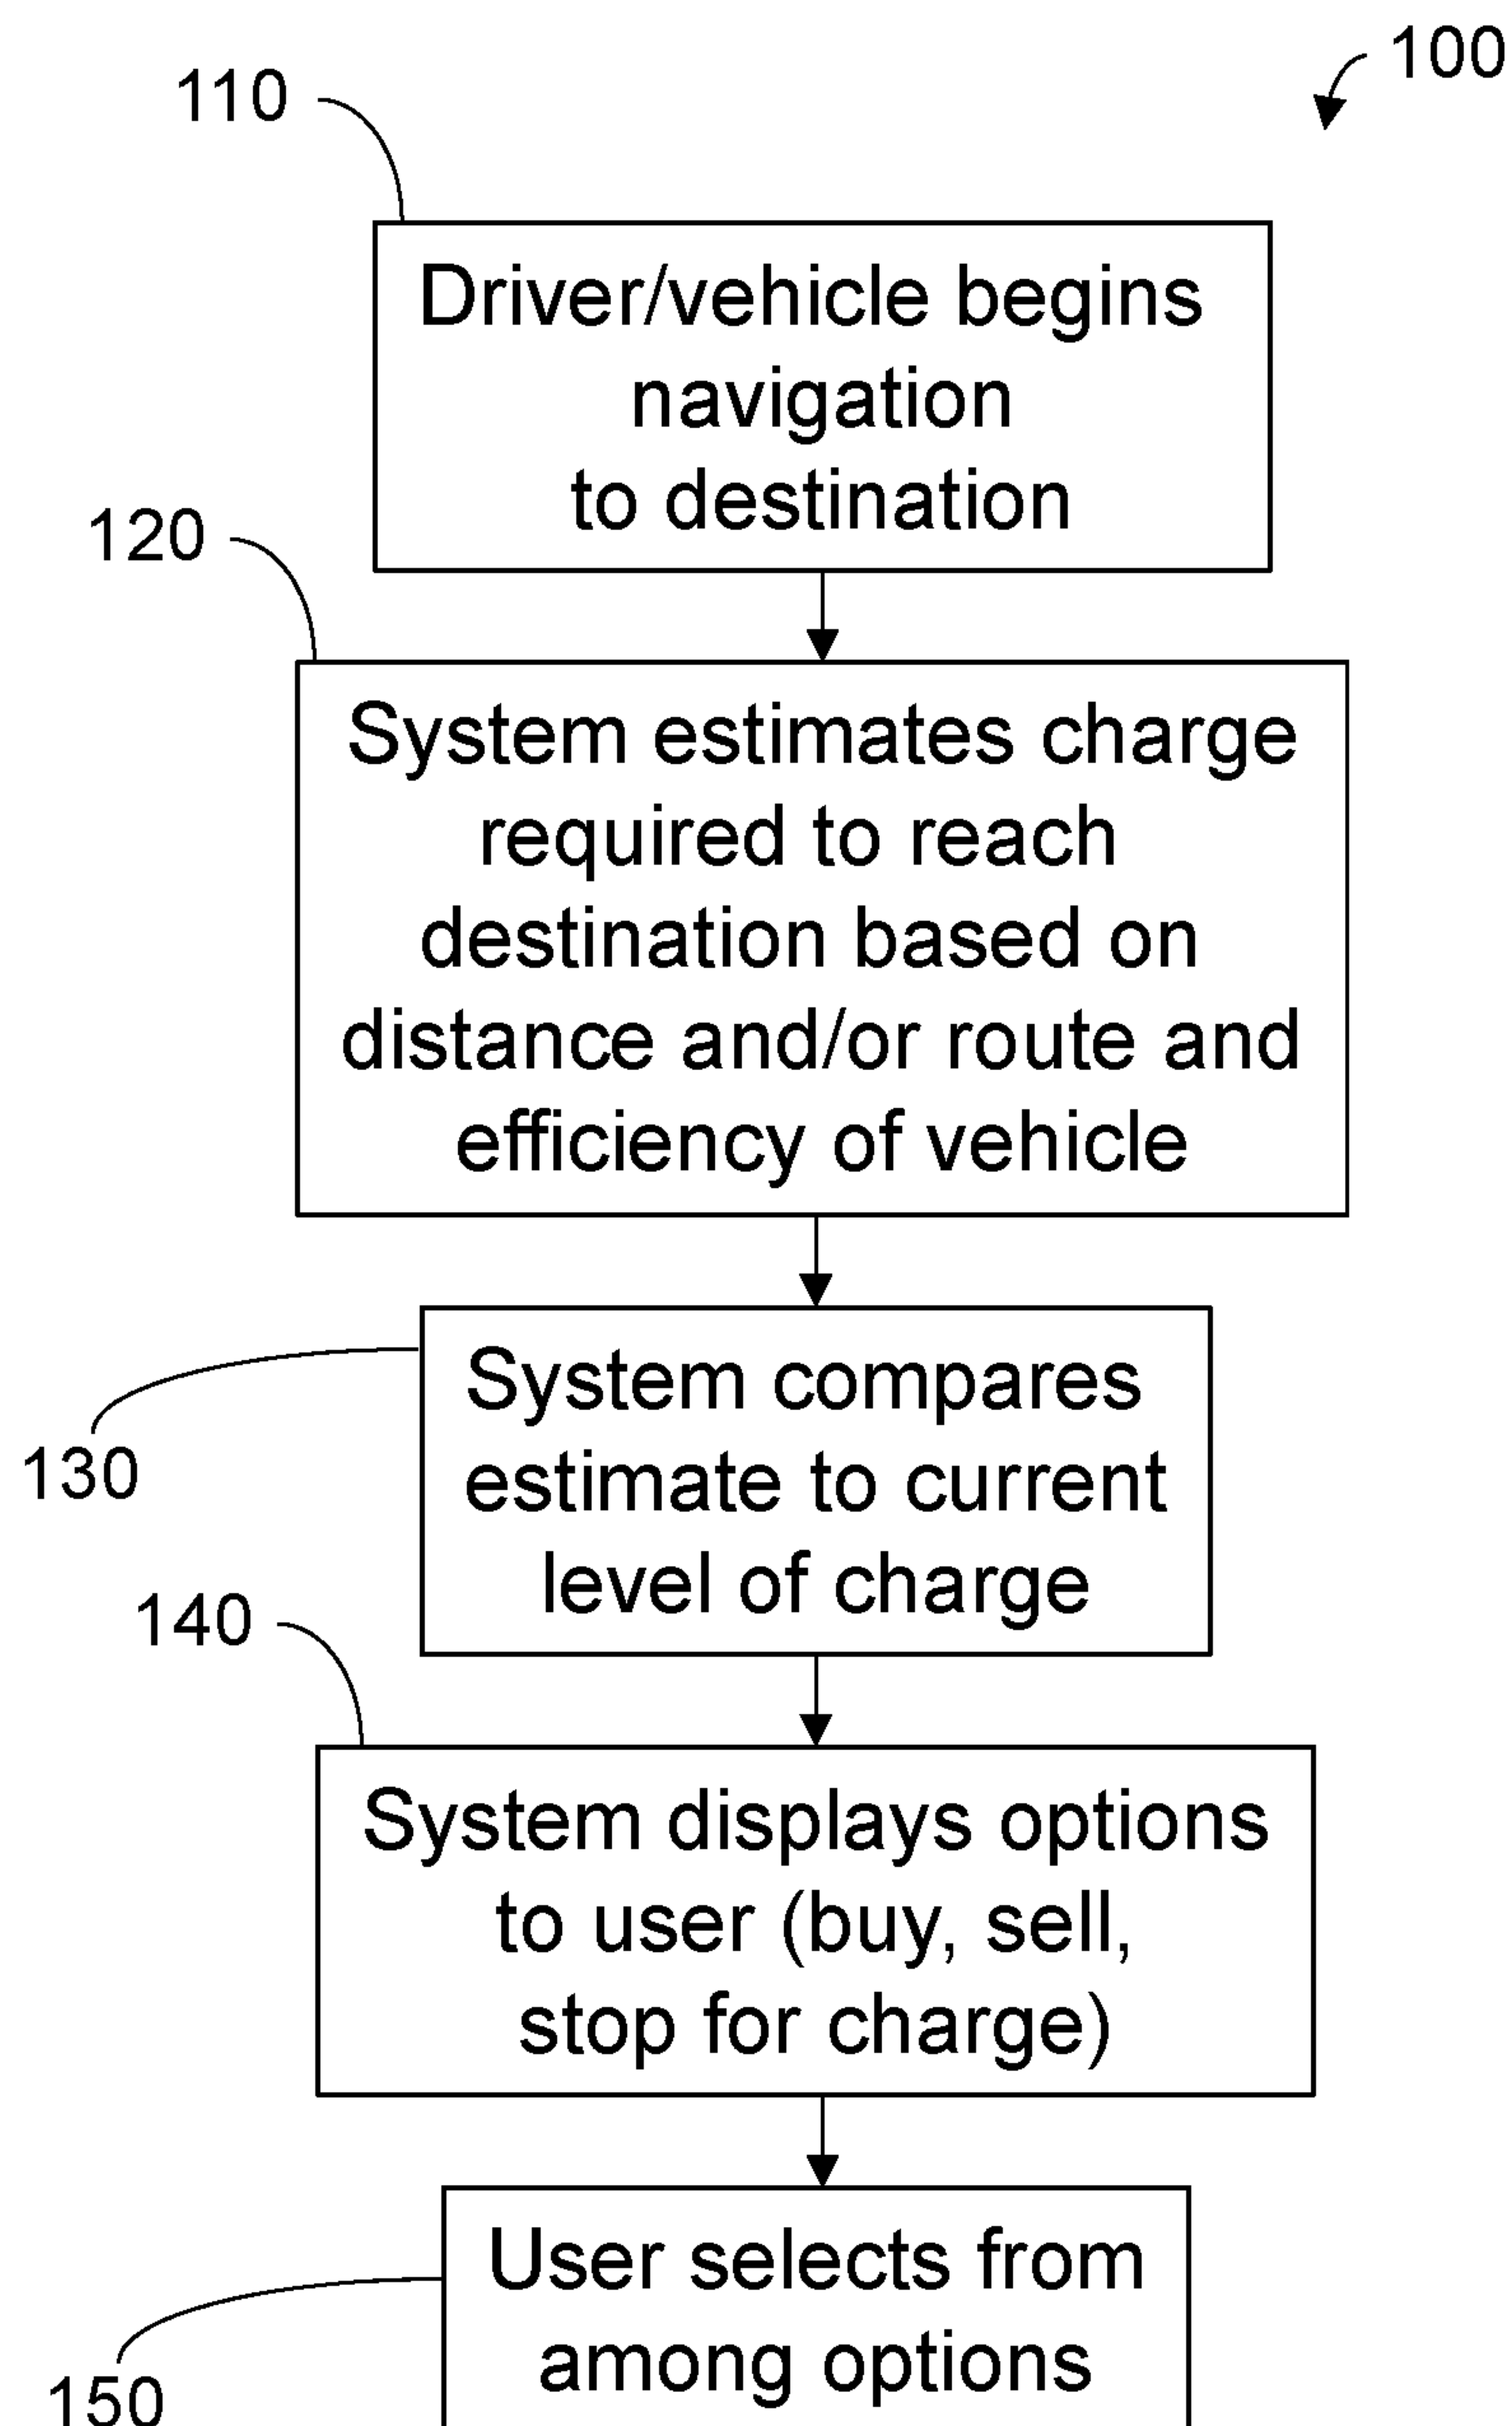 100
110
Driver/vehicle begins
navigation
to destination
120
System estimates charge
required to reach
destination based on
distance and/or route and
efficiency of vehicle
130
System compares
estimate to current
level of charge
140
System displays options
to user (buy, sell,
stop for charge)
150
User selects from
among options